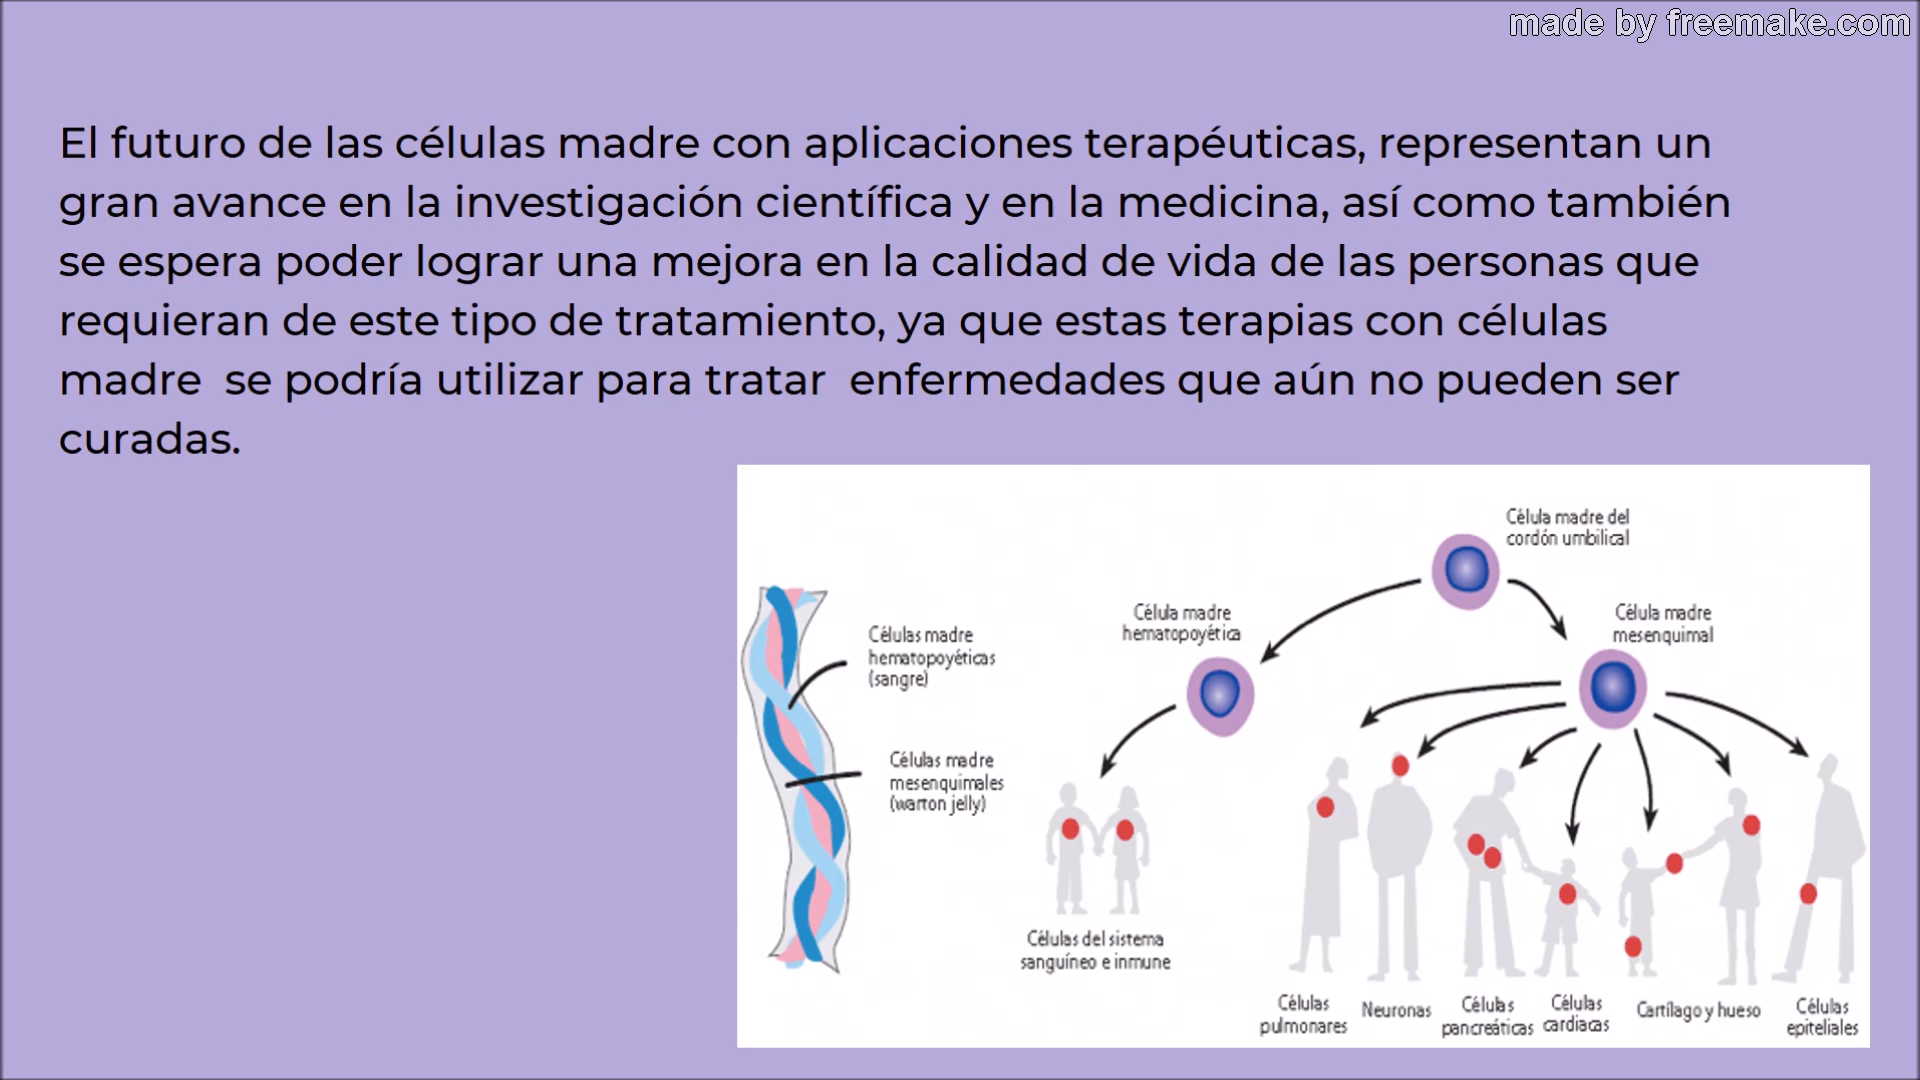 made by freemake.com
El futuro de las células madre con aplicaciones terapéuticas, representan un
gran avance en la investigación científica y en la medicina, así como también
se espera poder lograr una mejora en la calidad de vida de las personas que
requieran de este tipo de tratamiento, ya que estas terapias con células
madre  se podría utilizar para tratar  enfermedades que aún no pueden ser
curadas.
Célula madre del
cordón umbilical
Célula madre
hematopoyética
Célula madre
mesenquimal
Células madre
hematopoyéticas
(sangre)
Células madre
mesenquimales
(warton jelly)
Células del sistema
sanguíneo e inmune
Células
pulmonares
Neuronas
Células
pancreáticas
Células
cardiacas
Cartílago y hueso
Células
epiteliales